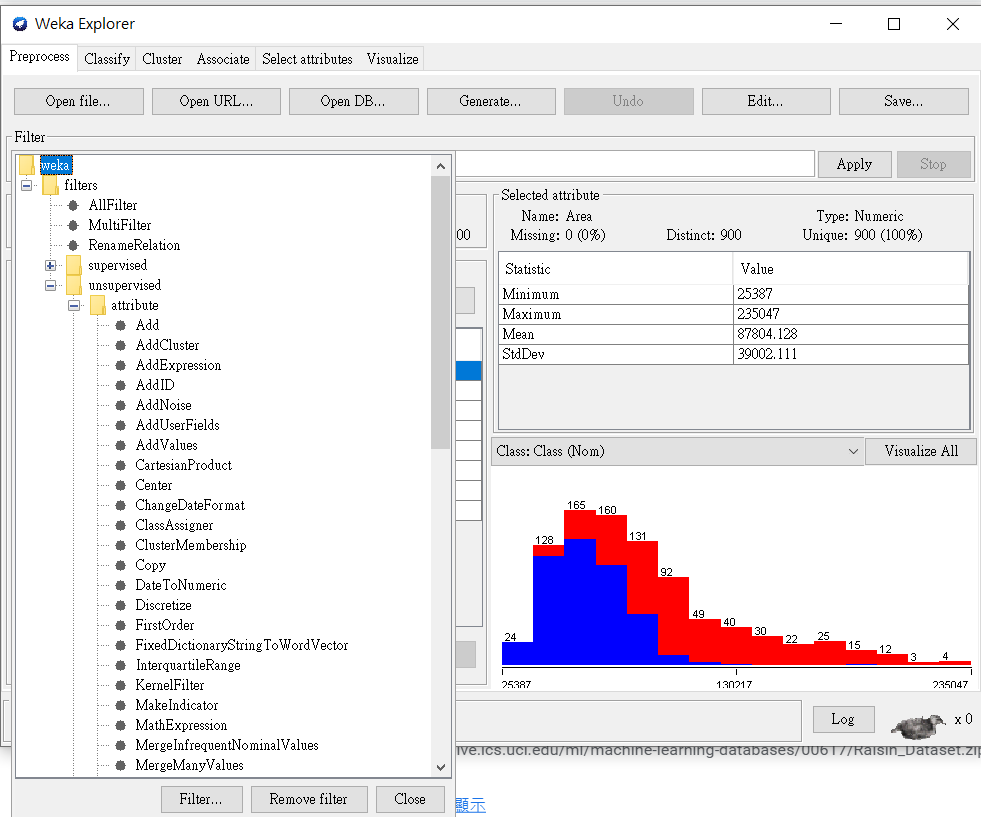 Weka Explorer
Preprocess Classify Cluster Associate Select attributes Visualize
Open file... Open URL... Open DB... Generate... Undo Edit... Save...
Filter
weka
filters
AllFilter
MultiFilter
RenameRelation
supervised
unsupervised
attribute
Add
AddCluster
AddExpression
AddID
AddNoise
AddUserFields
AddValues
CartesianProduct
Center
ChangeDateFormat
ClassAssigner
ClusterMembership
Copy
DateToNumeric
Discretize
FirstOrder
FixedDictionaryStringToWordVector
InterquartileRange
KernelFilter
MakeIndicator
MathExpression
MergeInfrequentNominalValues
MergeManyValues
Filter... Remove filter Close
Apply Stop
00
Selected attribute
Name: Area Type: Numeric
Missing: 0 (0%) Distinct: 900 Unique: 900 (100%)
Statistic Value
Minimum 25387
Maximum 235047
Mean 87804.128
StdDev 39002.111
Class: Class (Nom) Visualize All
24 128 165 160 131 92 49 40 30 22 25 15 12 3 4
25387 130217 235047
Log x 0
ive.ics.uci.edu/ml/machine-learning-databases/00617/Raisin_Dataset.zip
顯示